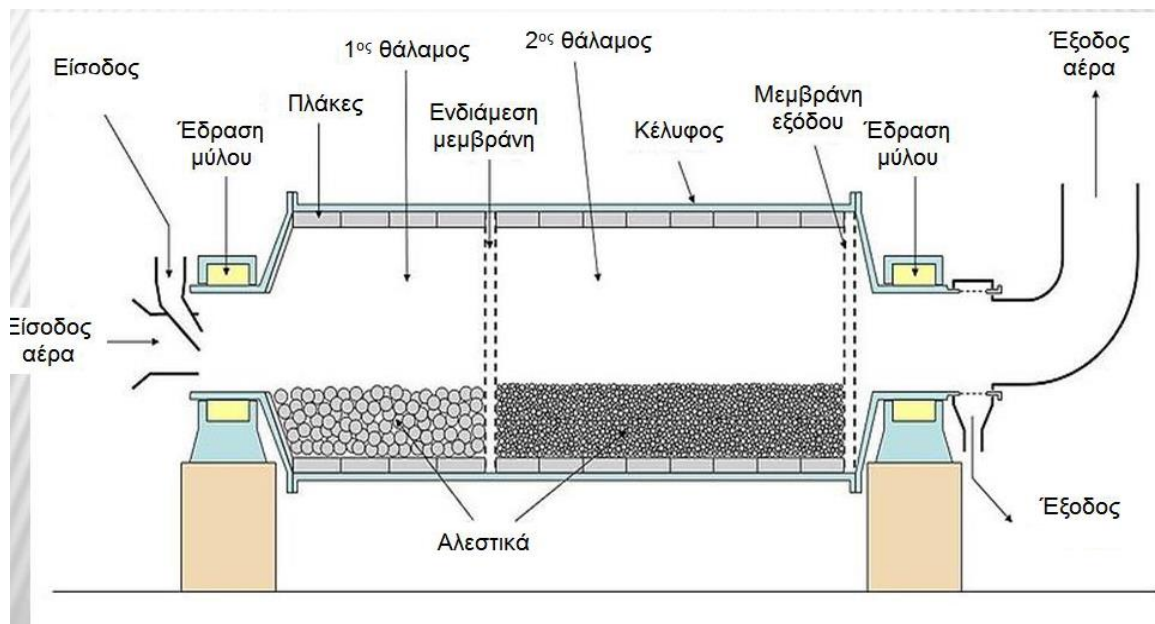 Είσοδος
1ος θάλαμος
2ος θάλαμος
Έξοδος
αέρα
Πλάκες
Ενδιάμεση
μεμβράνη
Κέλυφος
Μεμβράνη
εξόδου
Έδραση
μύλου
Έδραση
μύλου
Είσοδος
αέρα
Αλεστικά
Έξοδος